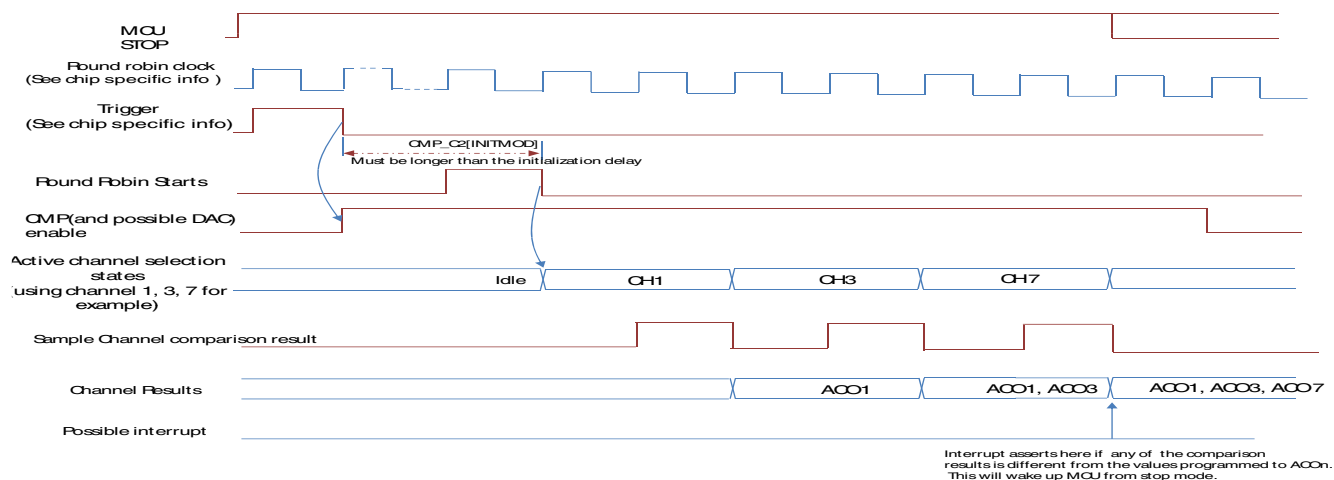 MCU
STOP
Round robin clock
(See chip specific info )
Trigger
(See chip specific info)
CMP_C2[INITMOD]
Must be longer than the initialization delay
Round Robin Starts
CMP(and possible DAC)
enable
Active channel selection
states
(using channel 1, 3, 7 for
example)
Idle
CH1
CH3
CH7
Sample Channel comparison result
Channel Results
ACO1
ACO1, ACO3
ACO1, ACO3, ACO7
Possible interrupt
Interrupt asserts here if any of the comparison
results is different from the values programmed to ACOn.
This will wake up MCU from stop mode.